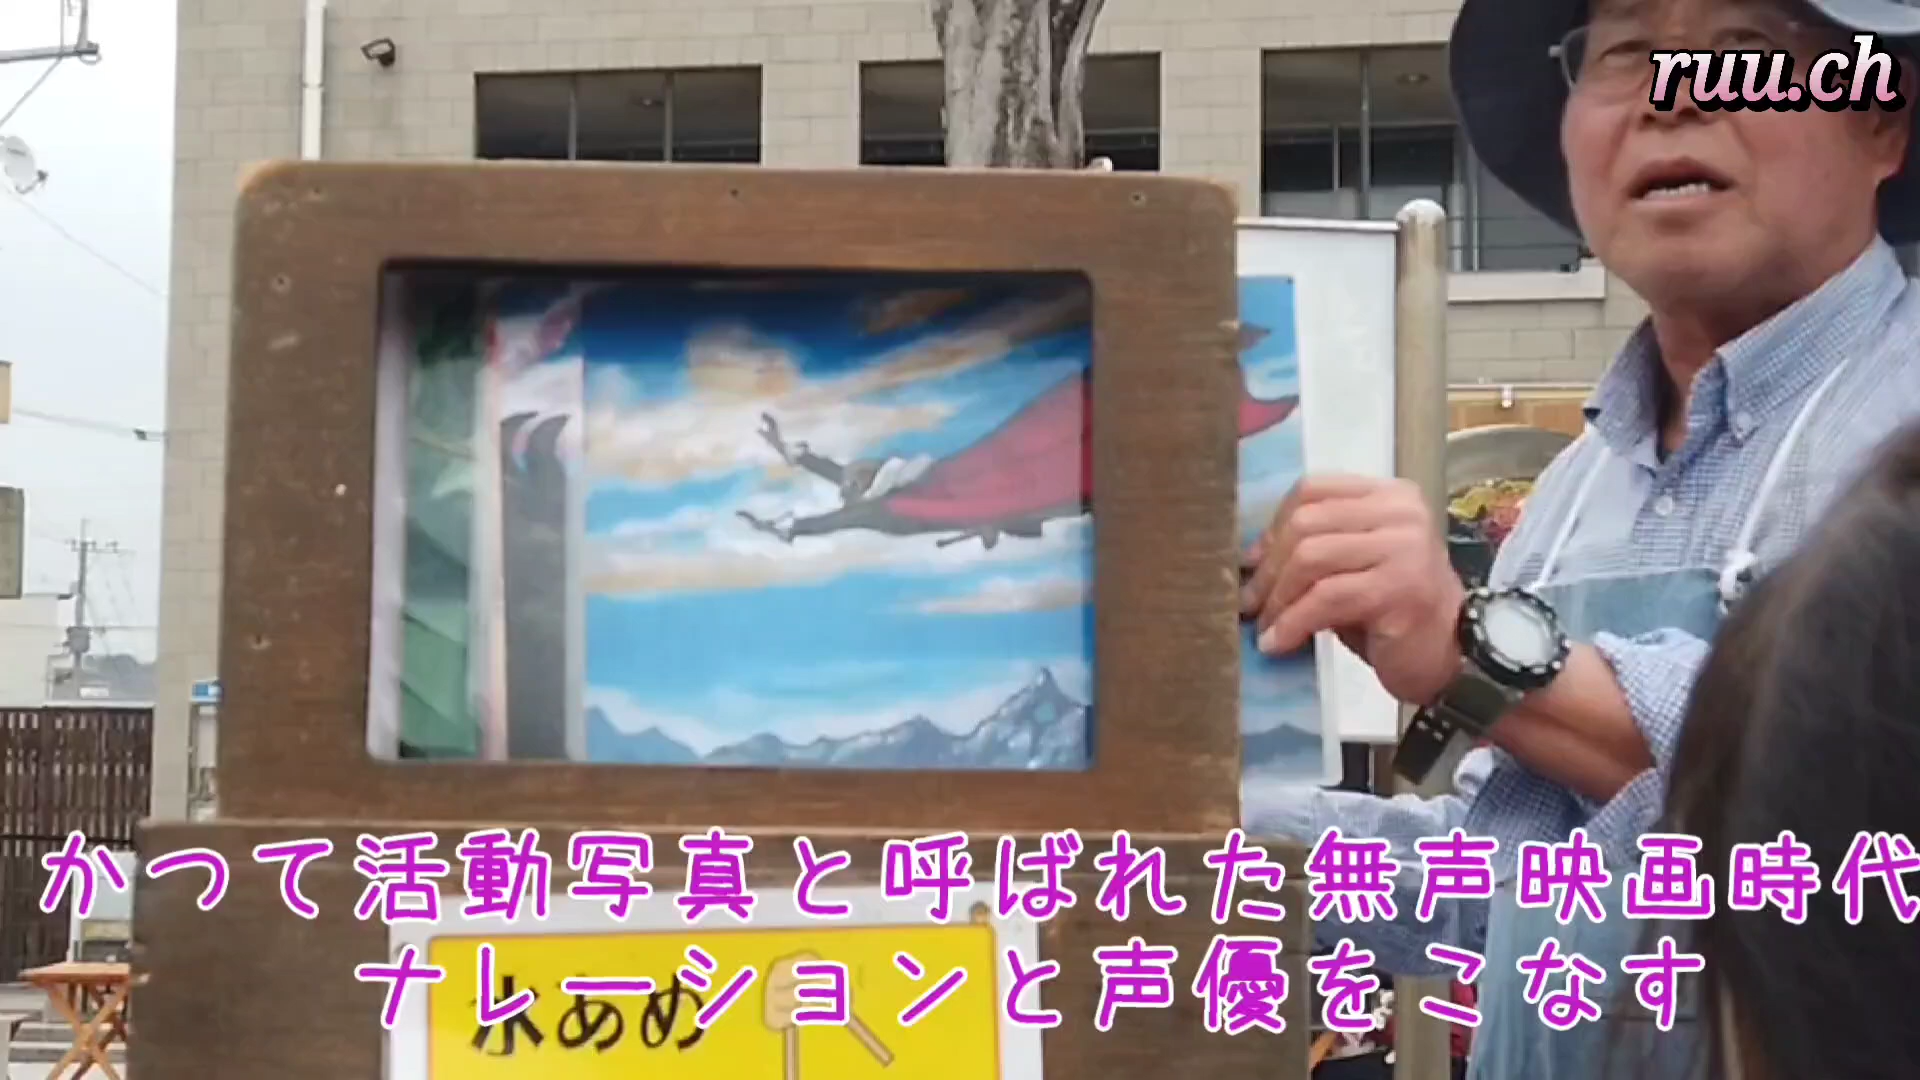 ruu.ch
かつて活動写真と呼ばれた無声映画時代
ナレーションと声優をこなす
水あめ